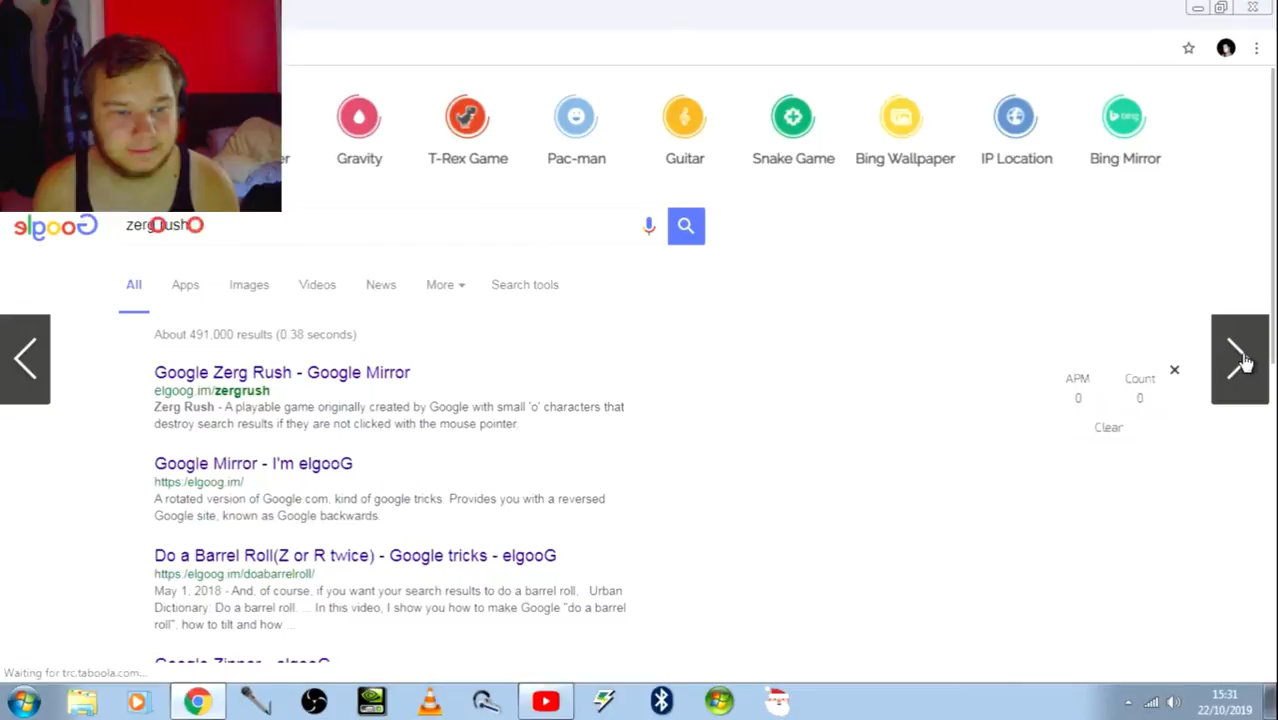 Gravity
T-Rex Game
Pac-man
Guitar
Snake Game
Bing Wallpaper
IP Location
Bing Mirror
bing
Google
zerg rush
All Apps Images Videos News More Search tools
About 491,000 results (0.38 seconds)
Google Zerg Rush - Google Mirror
elgoog.im/zergrush
Zerg Rush - A playable game originally created by Google with small 'o' characters that
destroy search results if they are not clicked with the mouse pointer.
APM Count
0 0
Clear
Google Mirror - I'm elgooG
https:/elgoog.im/
A rotated version of Google.com, kind of google tricks. Provides you with a reversed
Google site, known as Google backwards.
Do a Barrel Roll(Z or R twice) - Google tricks - elgooG
https:/elgoog.im/doabarrelroll/
May 1, 2018 - And, of course, if you want your search results to do a barrel roll. Urban
Dictionary: Do a barrel roll. ... In this video, I show you how to make Google "do a barrel
roll", how to tilt and how ...
Google Zipper - elgooG
Waiting for trc.taboola.com...
15:31
22/10/2019